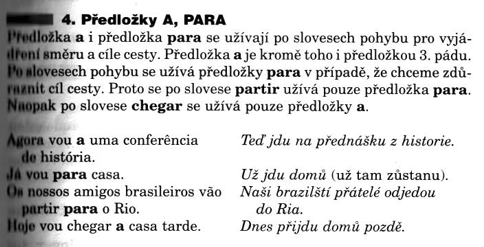 4. Předložky A, PARA
Předložka a i předložka para se užívají po slovesech pohybu pro vyjá-
dření směru a cíle cesty. Předložka a je kromě toho i předložkou 3. pádu.
Po slovesech pohybu se užívá předložky para v případě, že chceme zdů-
raznit cíl cesty. Proto se po slovese partir užívá pouze předložka para.
Naopak po slovese chegar se užívá pouze předložky a.
Agora vou a uma conferência
de história.
Teď jdu na přednášku z historie.
Já vou para casa.
Už jdu domů (už tam zůstanu).
Os nossos amigos brasileiros vão
partir para o Rio.
Naši brazilští přátelé odjedou
do Ria.
Hoje vou chegar a casa tarde.
Dnes přijdu domů pozdě.